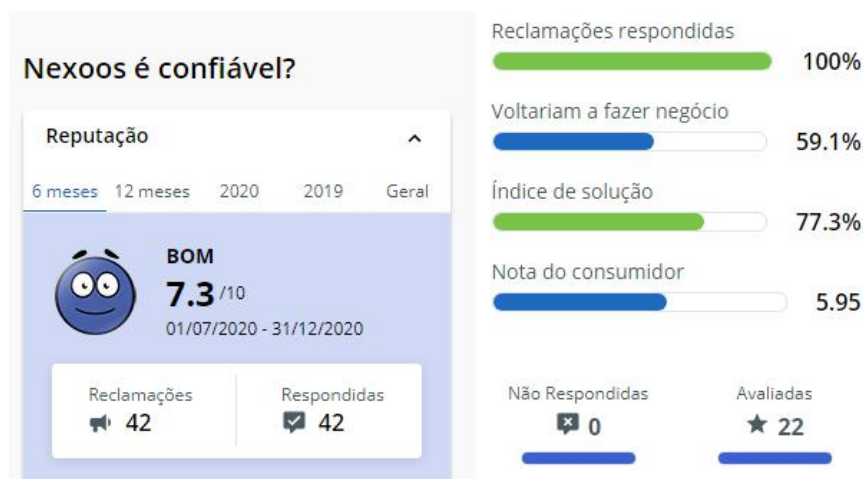 Nexoos é confiável?
Reputação
6 meses 12 meses 2020 2019 Geral
BOM
7.3 /10
01/07/2020 - 31/12/2020
Reclamações
42
Respondidas
42
Reclamações respondidas
100%
Voltariam a fazer negócio
59.1%
Índice de solução
77.3%
Nota do consumidor
5.95
Não Respondidas
0
Avaliadas
22